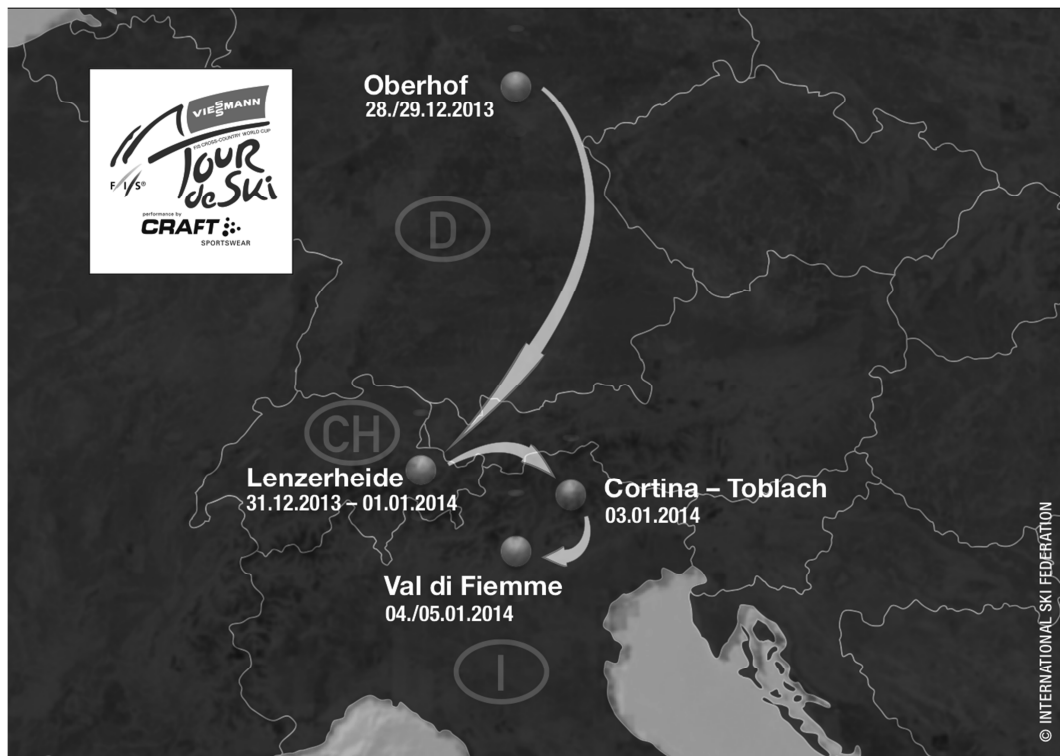 VIESSMANN
FIS CROSS-COUNTRY WORLD CUP
TOUR
de SKi
F I S®
performance by
CRAFT
SPORTSWEAR
Oberhof
28./29.12.2013
D
CH
Lenzerheide
31.12.2013 – 01.01.2014
Cortina – Toblach
03.01.2014
Val di Fiemme
04./05.01.2014
I
© INTERNATIONAL SKI FEDERATION